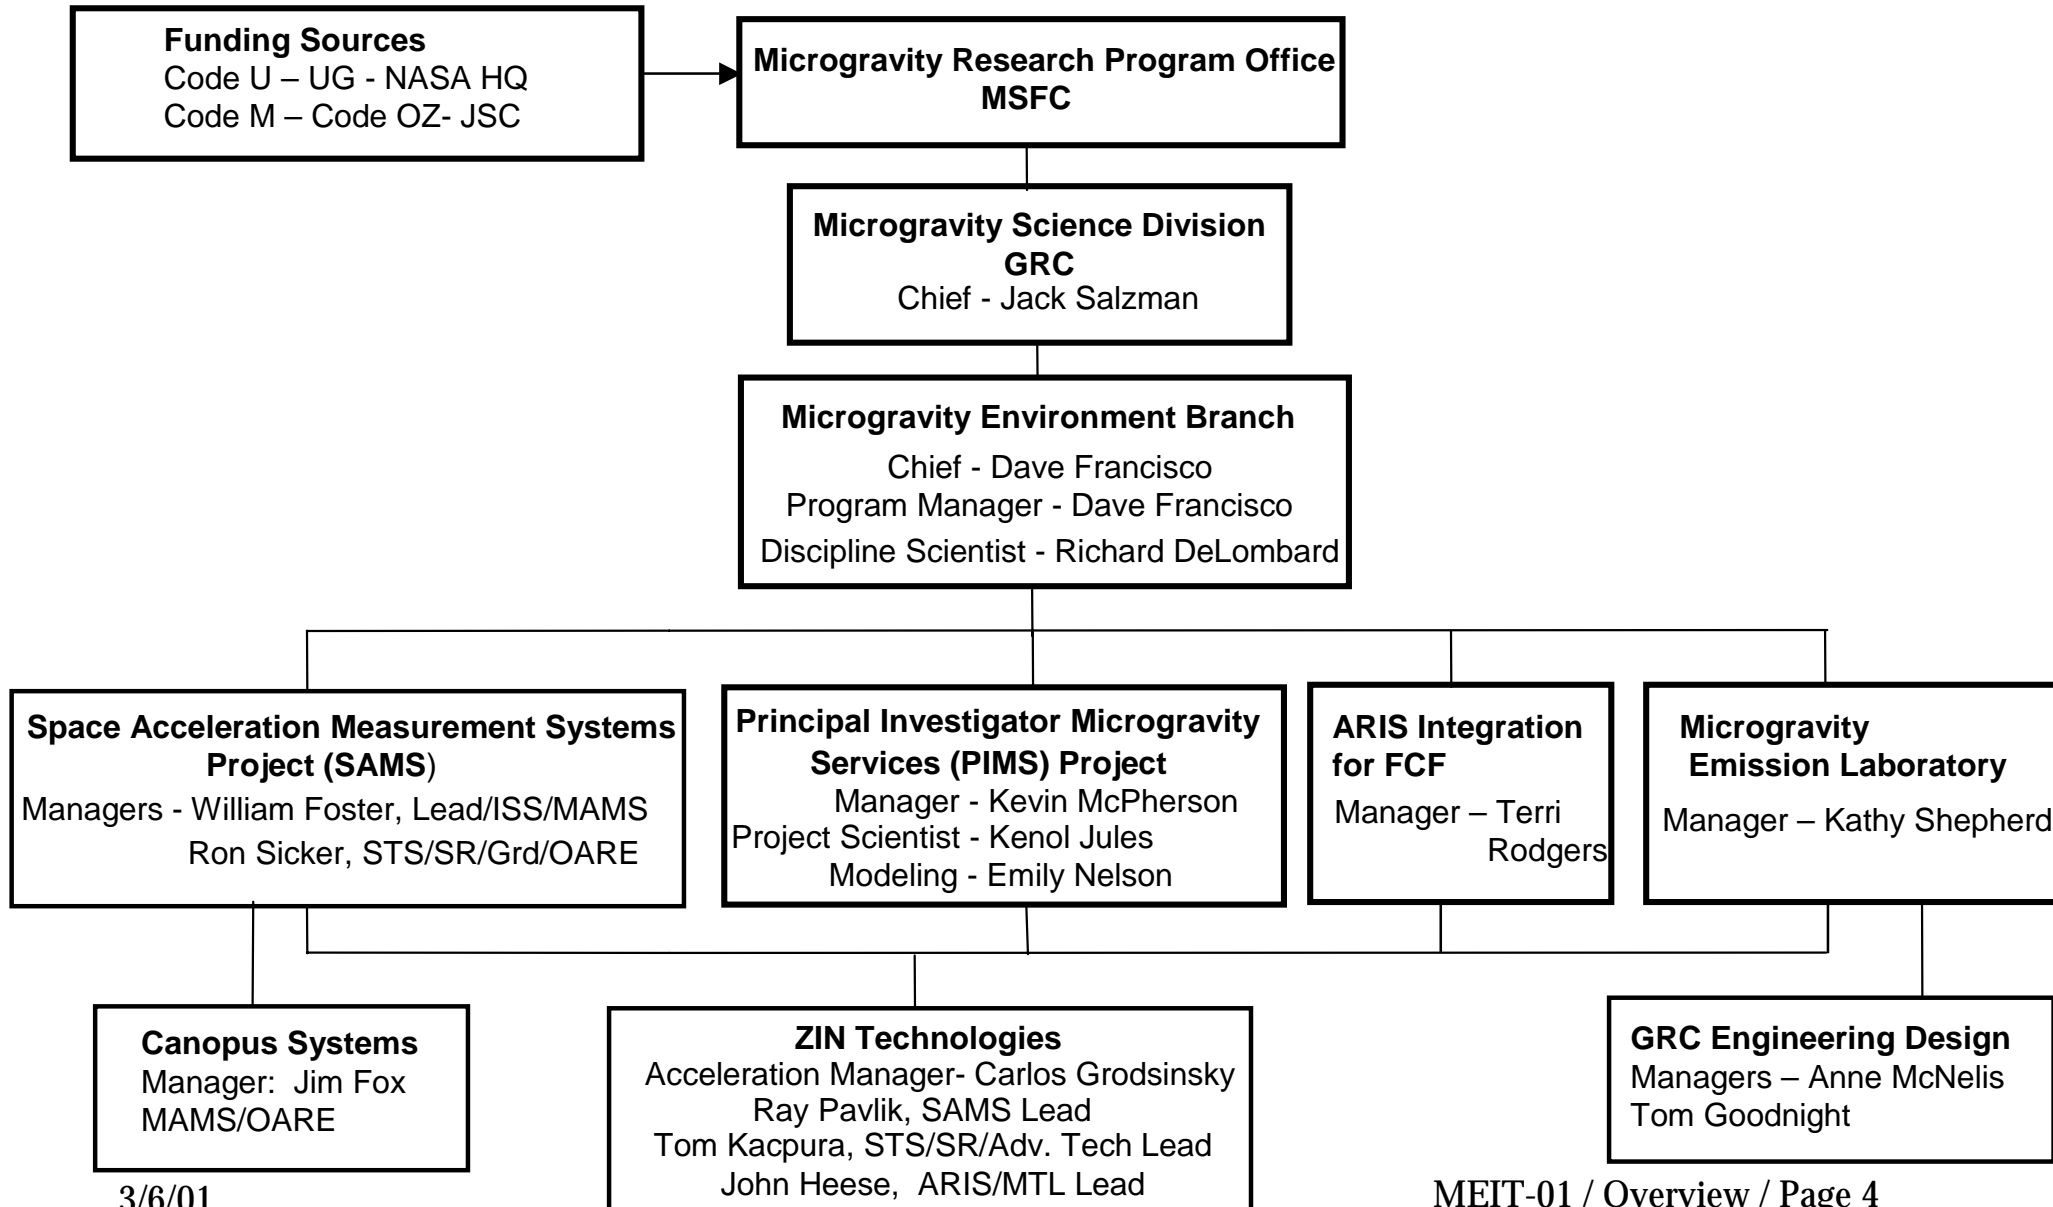 Funding Sources
Code U – UG - NASA HQ
Code M – Code OZ- JSC
Microgravity Research Program Office
MSFC
Microgravity Science Division
GRC
Chief - Jack Salzman
Microgravity Environment Branch
Chief - Dave Francisco
Program Manager - Dave Francisco
Discipline Scientist - Richard DeLombard
Space Acceleration Measurement Systems
Project (SAMS)
Managers - William Foster, Lead/ISS/MAMS
Ron Sicker, STS/SR/Grd/OARE
Principal Investigator Microgravity
Services (PIMS) Project
Manager - Kevin McPherson
Project Scientist - Kenol Jules
Modeling - Emily Nelson
ARIS Integration
for FCF
Manager – Terri
Rodgers
Microgravity
Emission Laboratory
Manager – Kathy Shepherd
Canopus Systems
Manager:  Jim Fox
MAMS/OARE
ZIN Technologies
Acceleration Manager- Carlos Grodsinsky
Ray Pavlik, SAMS Lead
Tom Kacpura, STS/SR/Adv. Tech Lead
John Heese,  ARIS/MTL Lead
GRC Engineering Design
Managers – Anne McNelis
Tom Goodnight
3/6/01
MEIT-01 / Overview / Page 4